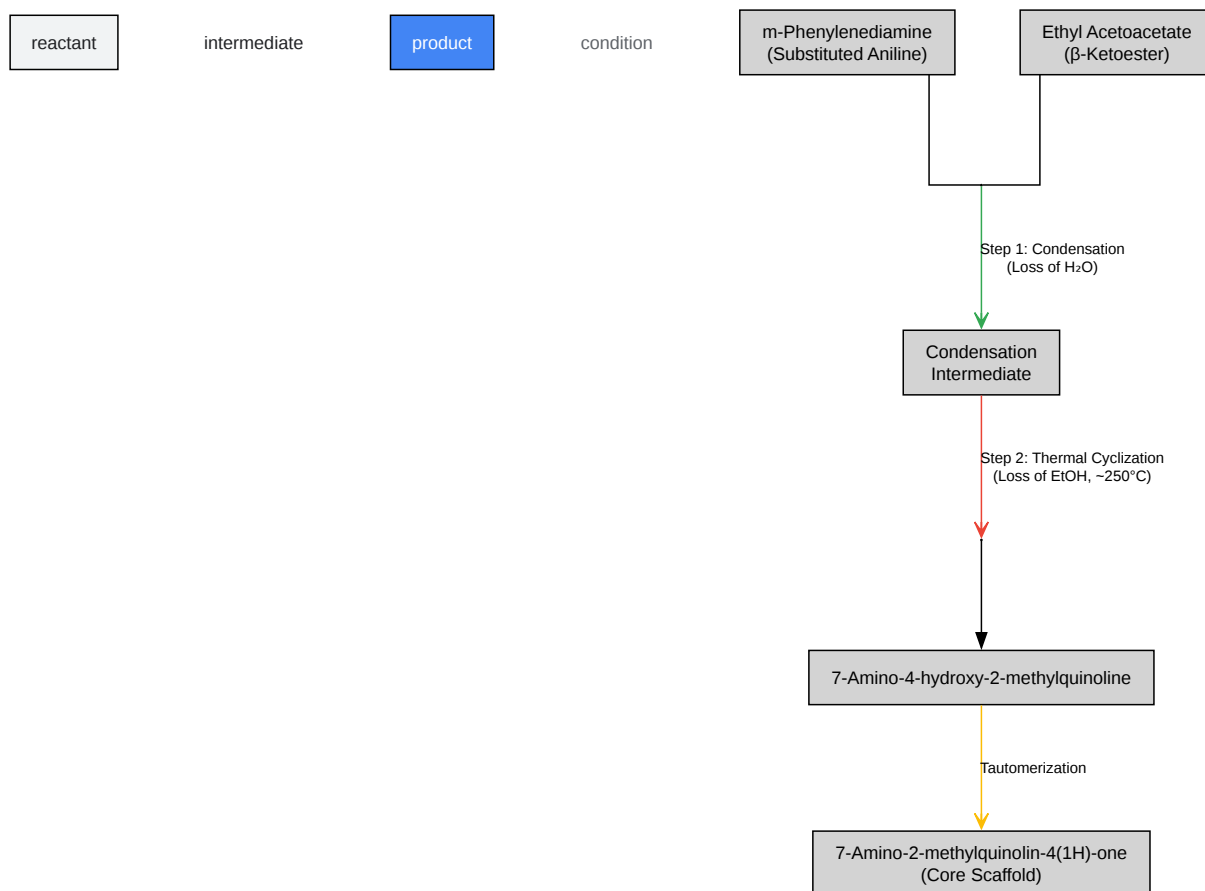 reactant
intermediate
product
condition
m-Phenylenediamine
(Substituted Aniline)
Ethyl Acetoacetate
(β-Ketoester)
Step 1: Condensation
(Loss of H₂O)
Condensation
Intermediate
Step 2: Thermal Cyclization
(Loss of EtOH, ~250°C)
7-Amino-4-hydroxy-2-methylquinoline
Tautomerization
7-Amino-2-methylquinolin-4(1H)-one
(Core Scaffold)